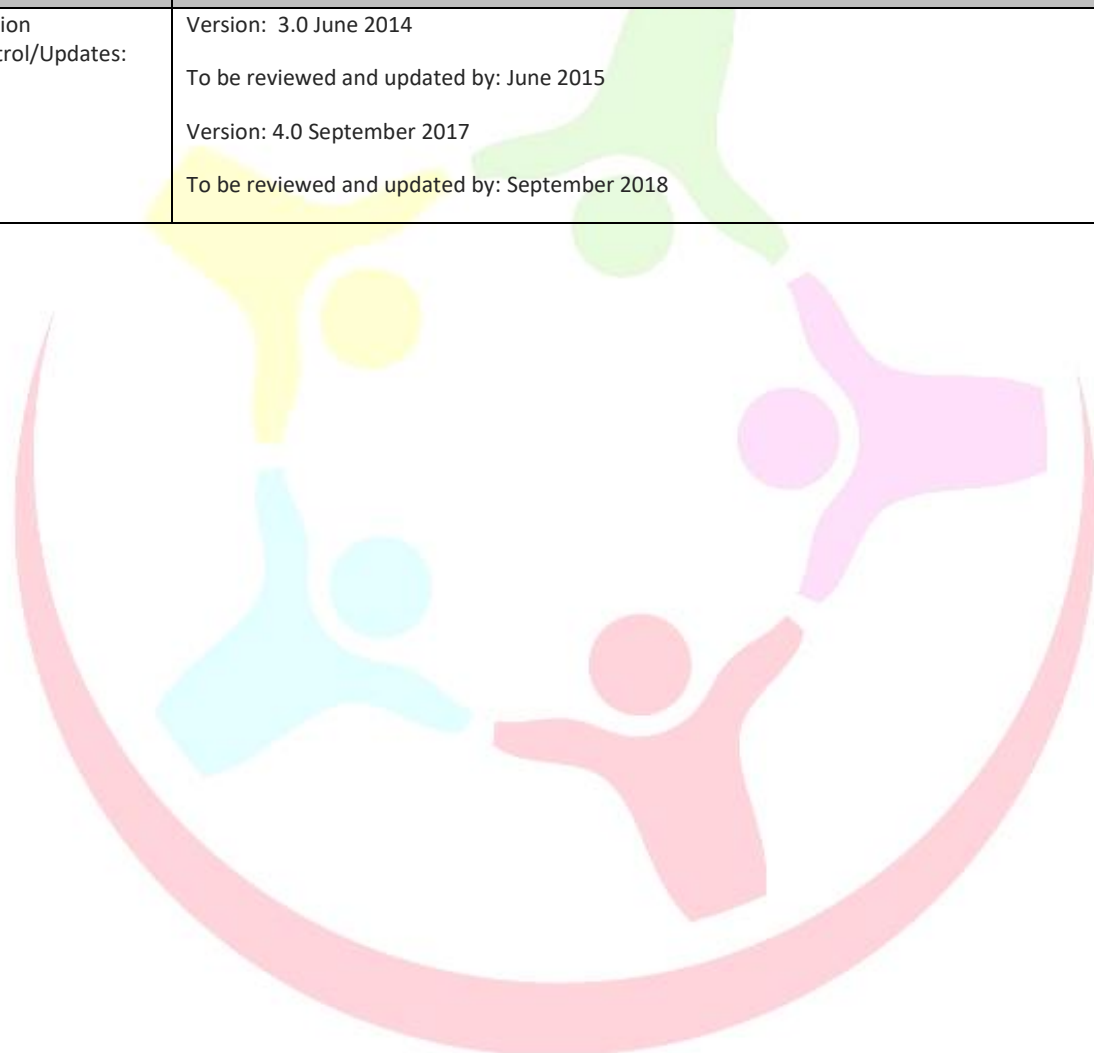 ion
trol/Updates:
Version: 3.0 June 2014
To be reviewed and updated by: June 2015
Version: 4.0 September 2017
To be reviewed and updated by: September 2018